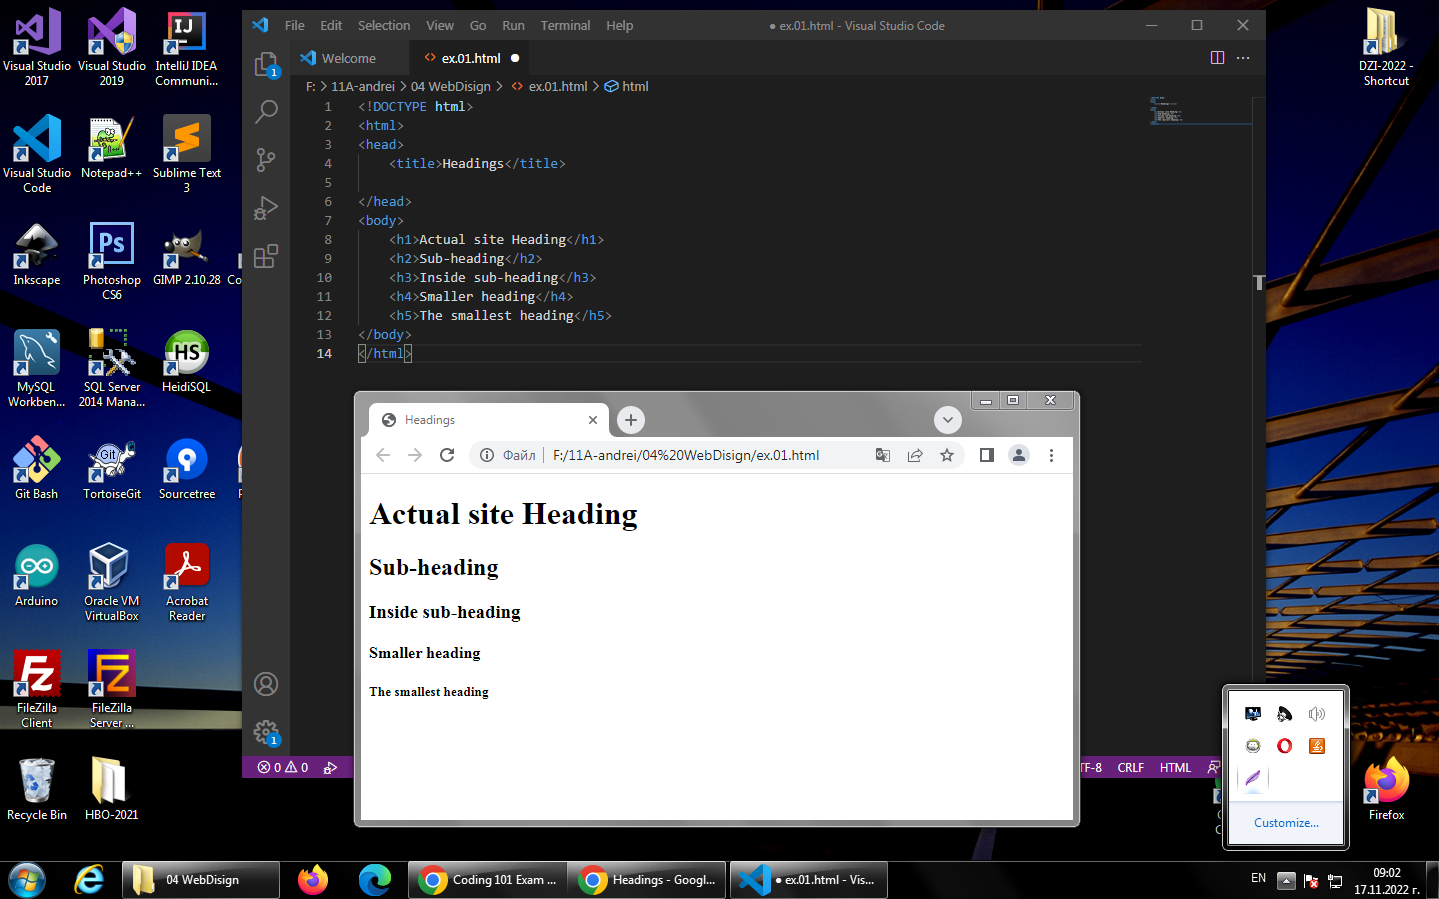 Visual Studio 2017
Visual Studio 2019
IntelliJ IDEA Communi...
Visual Studio Code
Notepad++
Sublime Text 3
Inkscape
Photoshop CS6
GIMP 2.10.28
Co
MySQL Workben...
SQL Server 2014 Mana...
HeidiSQL
Git Bash
TortoiseGit
Sourcetree
Arduino
Oracle VM VirtualBox
Acrobat Reader
FileZilla Client
FileZilla Server ...
Recycle Bin
HBO-2021
DZI-2022 - Shortcut
Firefox
File Edit Selection View Go Run Terminal Help
● ex.01.html - Visual Studio Code
Welcome
ex.01.html
F: > 11A-andrei > 04 WebDisign > ex.01.html > html
1 <!DOCTYPE html>
2 <html>
3 <head>
4 <title>Headings</title>
5
6 </head>
7 <body>
8 <h1>Actual site Heading</h1>
9 <h2>Sub-heading</h2>
10 <h3>Inside sub-heading</h3>
11 <h4>Smaller heading</h4>
12 <h5>The smallest heading</h5>
13 </body>
14 </html>
1
1
0 0
TF-8 CRLF HTML
Headings
Файл F:/11A-andrei/04%20WebDisign/ex.01.html
Actual site Heading
Sub-heading
Inside sub-heading
Smaller heading
The smallest heading
Customize...
04 WebDisign
Coding 101 Exam ...
Headings - Googl...
● ex.01.html - Vis...
EN
09:02
17.11.2022 г.